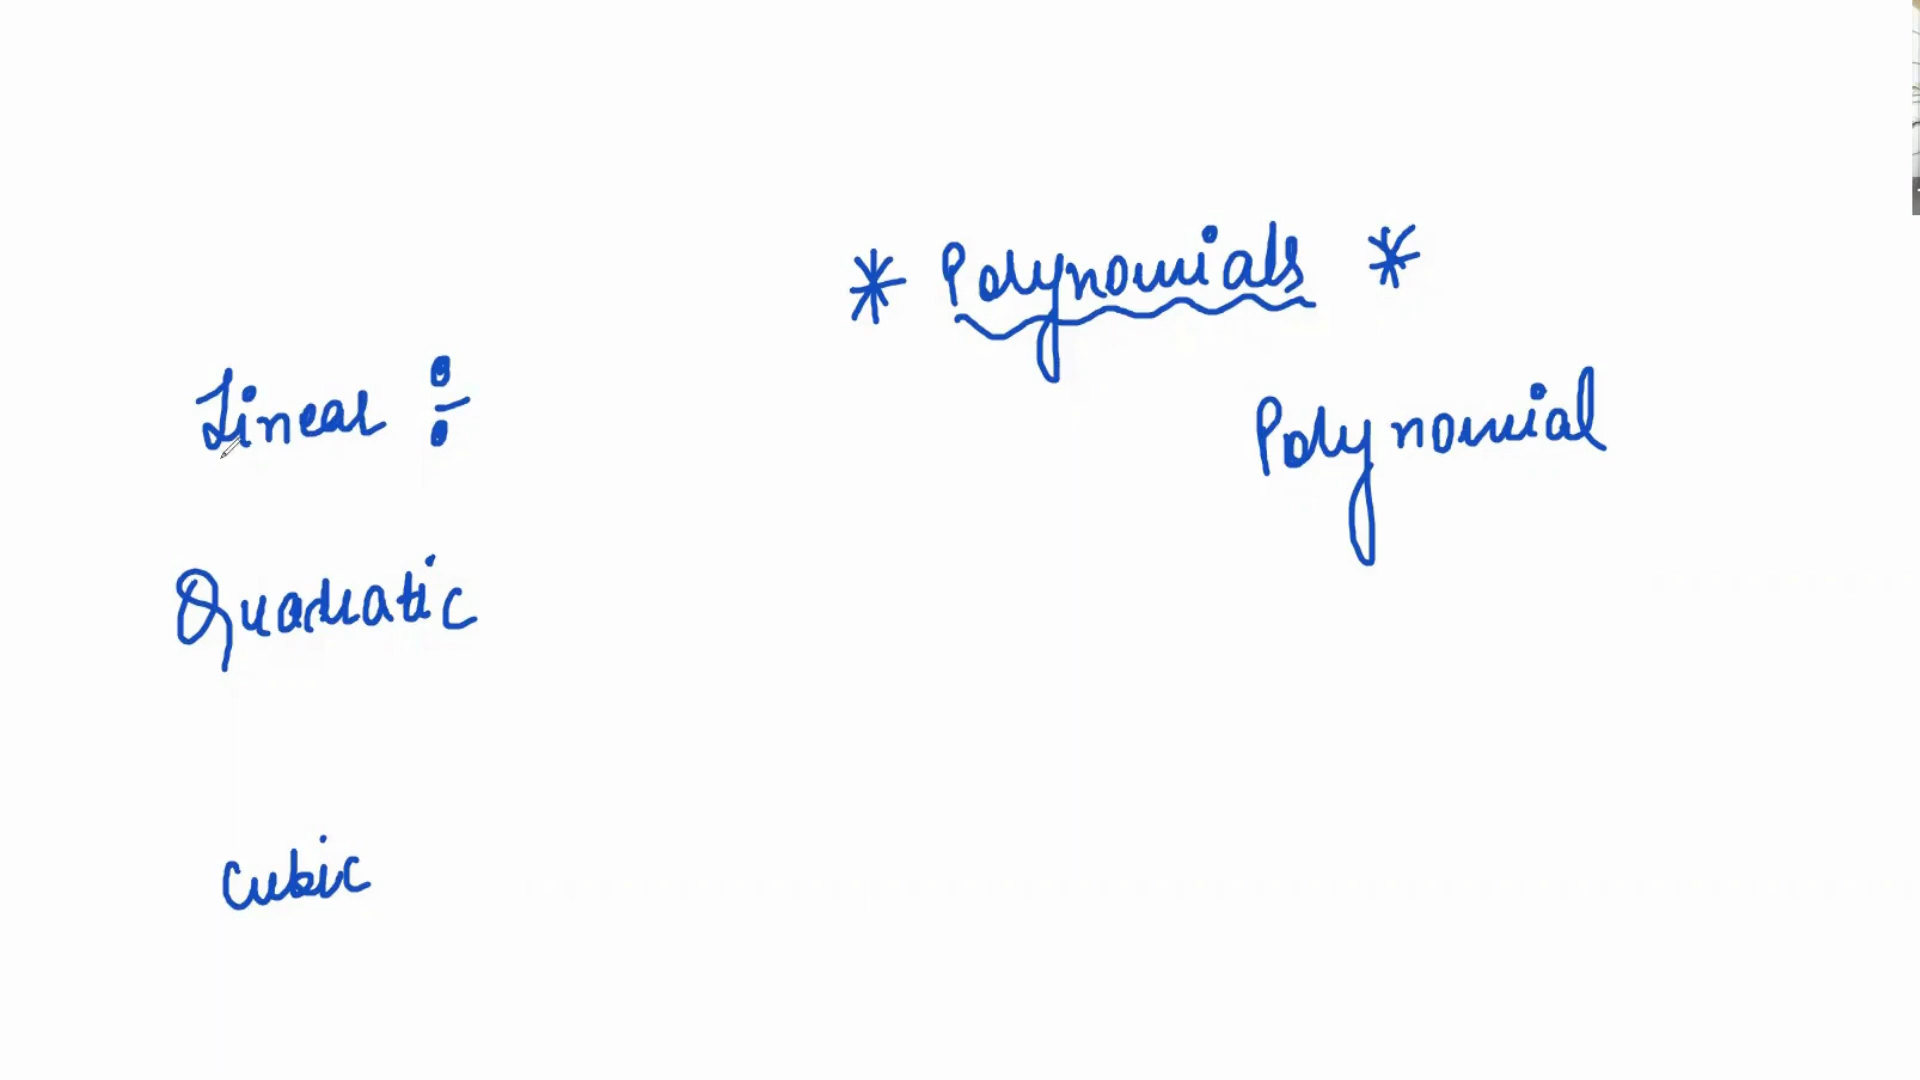 * Polynomials *
Linear :-
Polynomial
Quadratic
Cubic